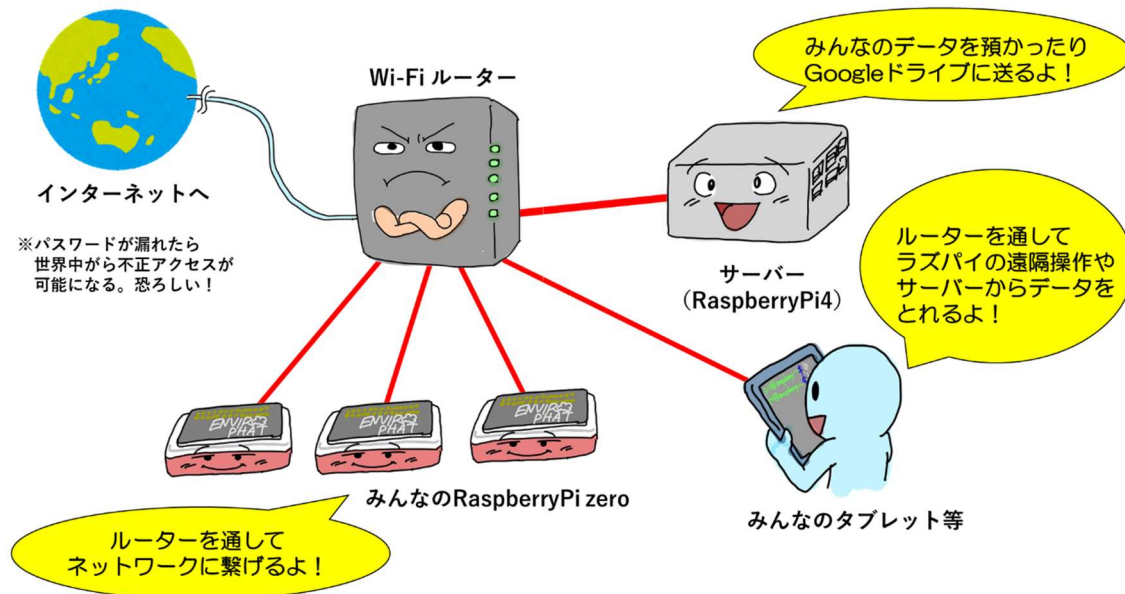 Wi-Fi ルーター
みんなのデータを預かったり
Googleドライブに送るよ！
インターネットへ
※パスワードが漏れたら
世界中から不正アクセスが
可能になる。恐ろしい！
サーバー
（RaspberryPi4）
ルーターを通して
ラズパイの遠隔操作や
サーバーからデータを
とれるよ！
ENVIRO
PHAT
ENVIRO
PHAT
ENVIRO
PHAT
みんなのRaspberryPi zero
みんなのタブレット等
ルーターを通して
ネットワークに繋げるよ！